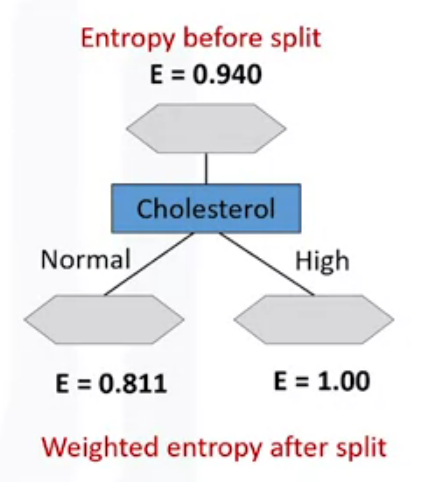 Entropy before split
E = 0.940
Cholesterol
Normal
High
E = 0.811
E = 1.00
Weighted entropy after split